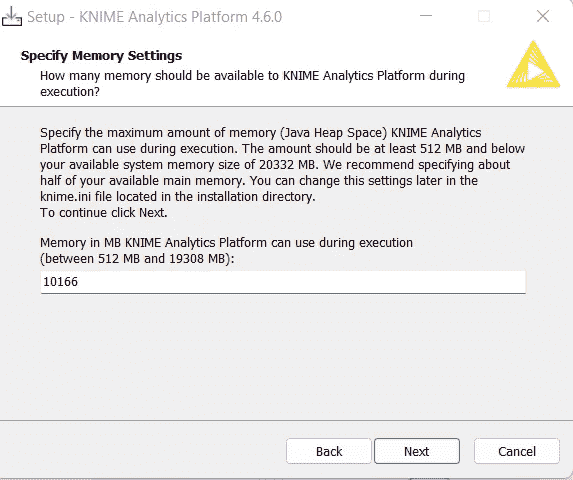 Setup - KNIME Analytics Platform 4.6.0
Specify Memory Settings
How many memory should be available to KNIME Analytics Platform during
execution?
Specify the maximum amount of memory (Java Heap Space) KNIME Analytics
Platform can use during execution. The amount should be at least 512 MB and below
your available system memory size of 20332 MB. We recommend specifying about
half of your available main memory. You can change this settings later in the
knime.ini file located in the installation directory.
To continue click Next.
Memory in MB KNIME Analytics Platform can use during execution
(between 512 MB and 19308 MB):
10166
Back Next Cancel